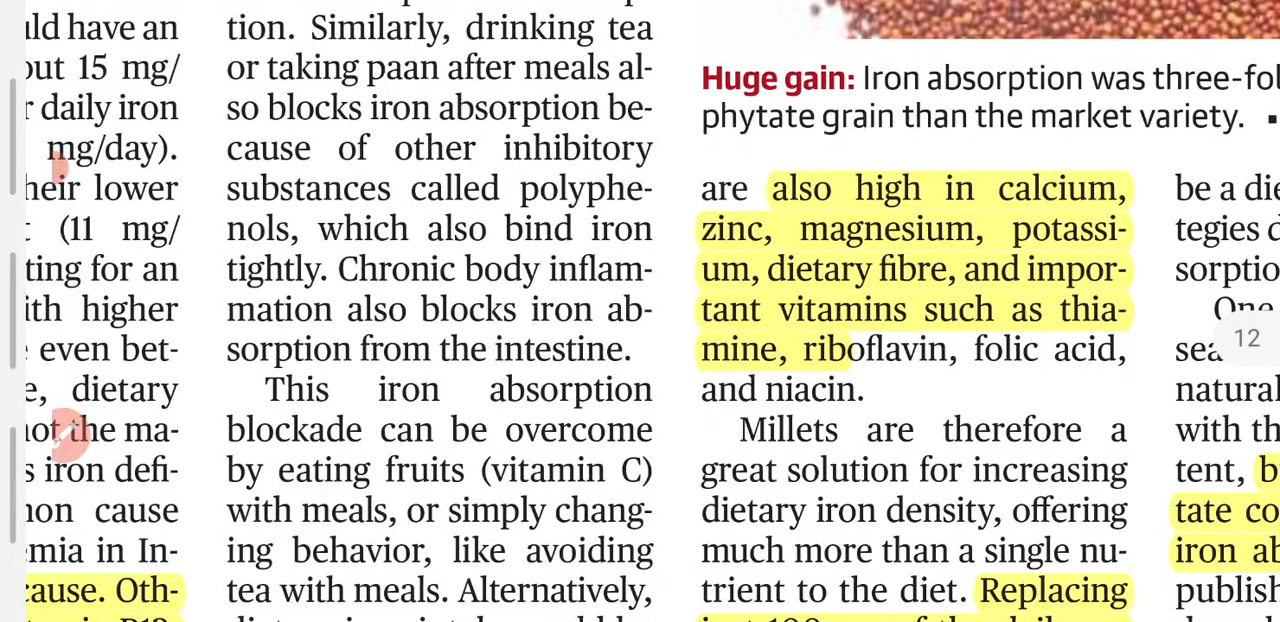 uld have an
out 15 mg/
r daily iron
mg/day).
heir lower
(11 mg/
ting for an
ith higher
even bet-
e, dietary
not the ma-
s iron defi-
non cause
emia in In-
cause. Oth-
tion. Similarly, drinking tea
or taking paan after meals al-
so blocks iron absorption be-
cause of other inhibitory
substances called polyphe-
nols, which also bind iron
tightly. Chronic body inflam-
mation also blocks iron ab-
sorption from the intestine.
This iron absorption
blockade can be overcome
by eating fruits (vitamin C)
with meals, or simply chang-
ing behavior, like avoiding
tea with meals. Alternatively,
Huge gain: Iron absorption was three-fol
phytate grain than the market variety.
are also high in calcium,
zinc, magnesium, potassi-
um, dietary fibre, and impor-
tant vitamins such as thia-
mine, riboflavin, folic acid,
and niacin.
Millets are therefore a
great solution for increasing
dietary iron density, offering
much more than a single nu-
trient to the diet. Replacing
be a die
tegies d
sorptio
One
sea
natural
with th
tent, b
tate co
iron ab
publish
12